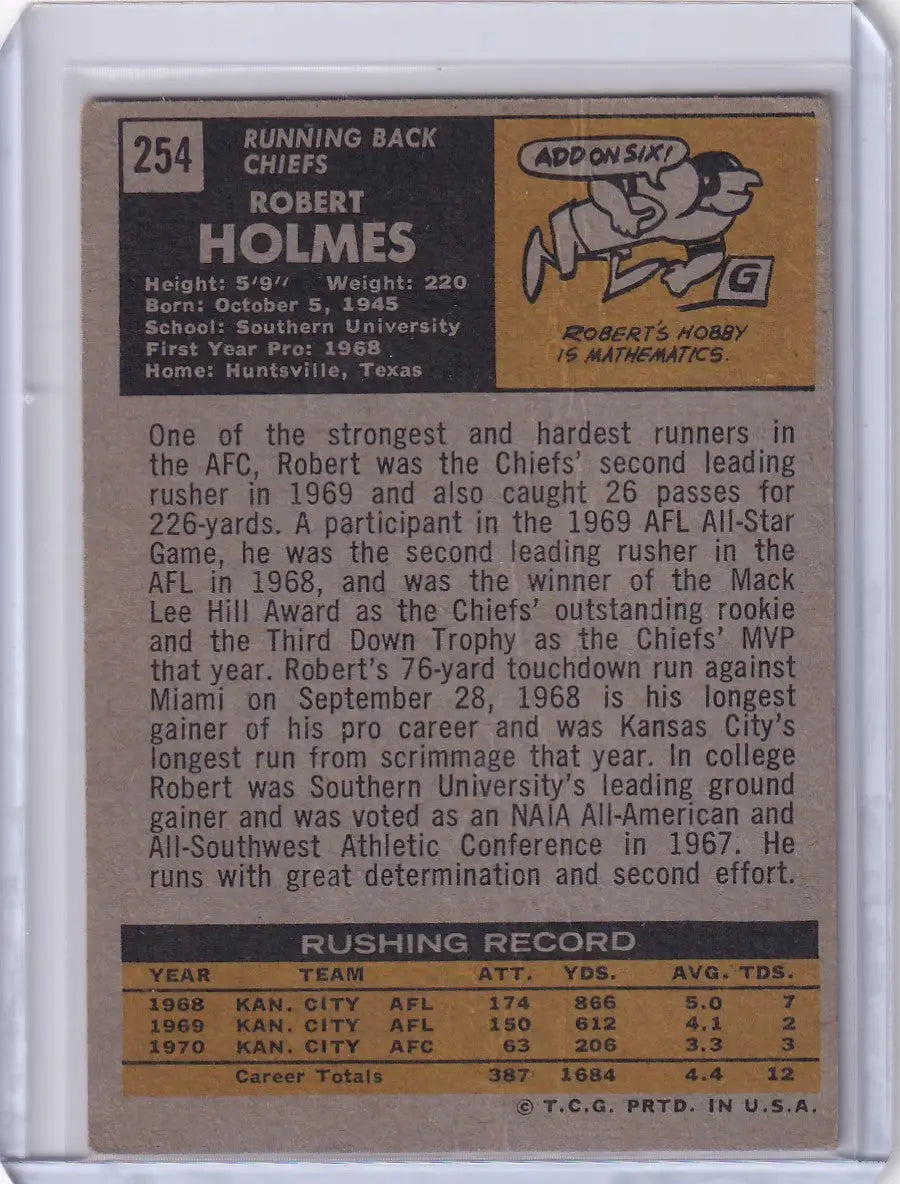 254
RUNNING BACK
CHIEFS
ROBERT
HOLMES
Height: 5'9" Weight: 220
Born: October 5, 1945
School: Southern University
First Year Pro: 1968
Home: Huntsville, Texas
ADD ON SIX!
G
ROBERT'S HOBBY
IS MATHEMATICS.
One of the strongest and hardest runners in
the AFC, Robert was the Chiefs' second leading
rusher in 1969 and also caught 26 passes for
226-yards. A participant in the 1969 AFL All-Star
Game, he was the second leading rusher in the
AFL in 1968, and was the winner of the Mack
Lee Hill Award as the Chiefs' outstanding rookie
and the Third Down Trophy as the Chiefs' MVP
that year. Robert's 76-yard touchdown run against
Miami on September 28, 1968 is his longest
gainer of his pro career and was Kansas City's
longest run from scrimmage that year. In college
Robert was Southern University's leading ground
gainer and was voted as an NAIA All-American and
All-Southwest Athletic Conference in 1967. He
runs with great determination and second effort.
RUSHING RECORD
YEAR TEAM ATT. YDS. AVG. TDS.
1968 KAN. CITY AFL 174 866 5.0 7
1969 KAN. CITY AFL 150 612 4.1 2
1970 KAN. CITY AFC 63 206 3.3 3
Career Totals 387 1684 4.4 12
© T.C.G. PRTD. IN U.S.A.